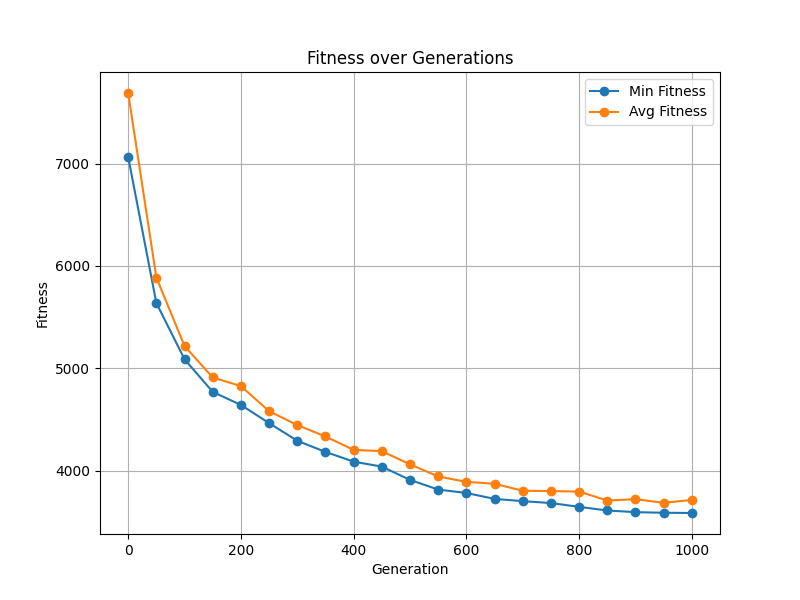 Fitness over Generations
Min Fitness
Avg Fitness
7000
6000
5000
4000
Fitness
0 200 400 600 800 1000
Generation